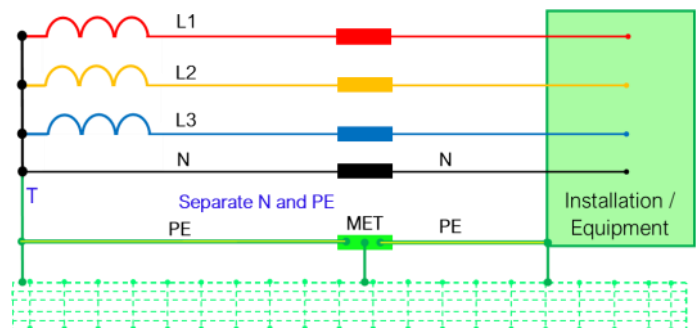 L1
L2
L3
N
N
T
Separate N and PE
PE
MET
PE
Installation /
Equipment